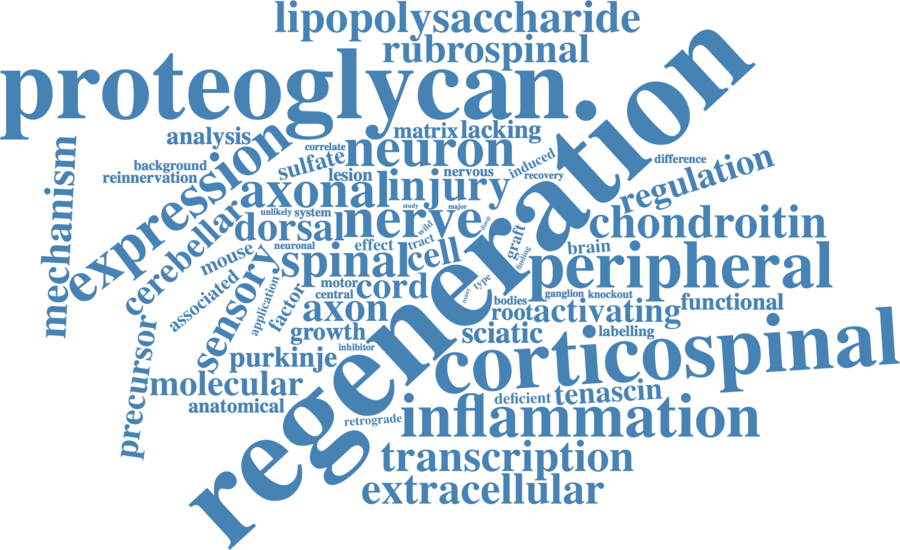 lipopolysaccharide
rubrospinal
proteoglycan
regeneration
analysis
matrix
lacking
correlate
neuron
expression
mechanism
background
sulfate
induced
difference
reinnervation
lesion
nervous
recovery
axonal
injury
regulation
cerebellar
unlikely
system
study
major
wild
dorsal
nerve
chondroitin
graft
mouse
neuronal
effect
tract
brain
finding
sensory
spinal
cell
peripheral
associated
application
motor
cord
type
central
factor
bodies
ganglion
knockout
functional
axon
root
activating
precursor
growth
sciatic
labelling
inhibitor
purkinje
corticospinal
molecular
deficient
tenascin
anatomical
retrograde
inflammation
transcription
extracellular